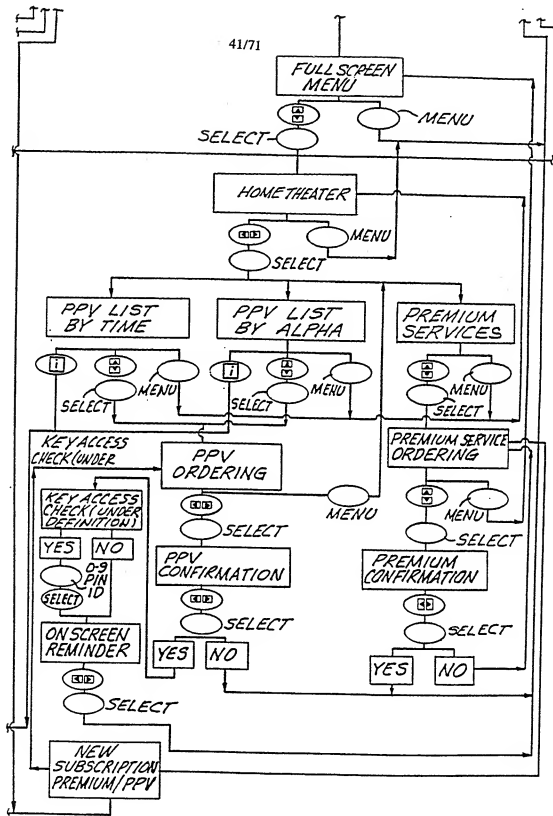 41/71
FULL SCREEN
MENU
SELECT
MENU
HOME THEATER
MENU
SELECT
PPV LIST
BY TIME
PPV LIST
BY ALPHA
PREMIUM
SERVICES
i
SELECT
MENU
i
SELECT
MENU
MENU
SELECT
KEY ACCESS
CHECK (UNDER
PPV
ORDERING
PREMIUM SERVICE
ORDERING
KEY ACCESS
CHECK (UNDER
DEFINITION)
SELECT
MENU
MENU
SELECT
YES
NO
0-9
PIN
ID
SELECT
PPV
CONFIRMATION
PREMIUM
CONFIRMATION
SELECT
SELECT
ON SCREEN
REMINDER
YES
NO
YES
NO
SELECT
NEW
SUBSCRIPTION
PREMIUM/PPV